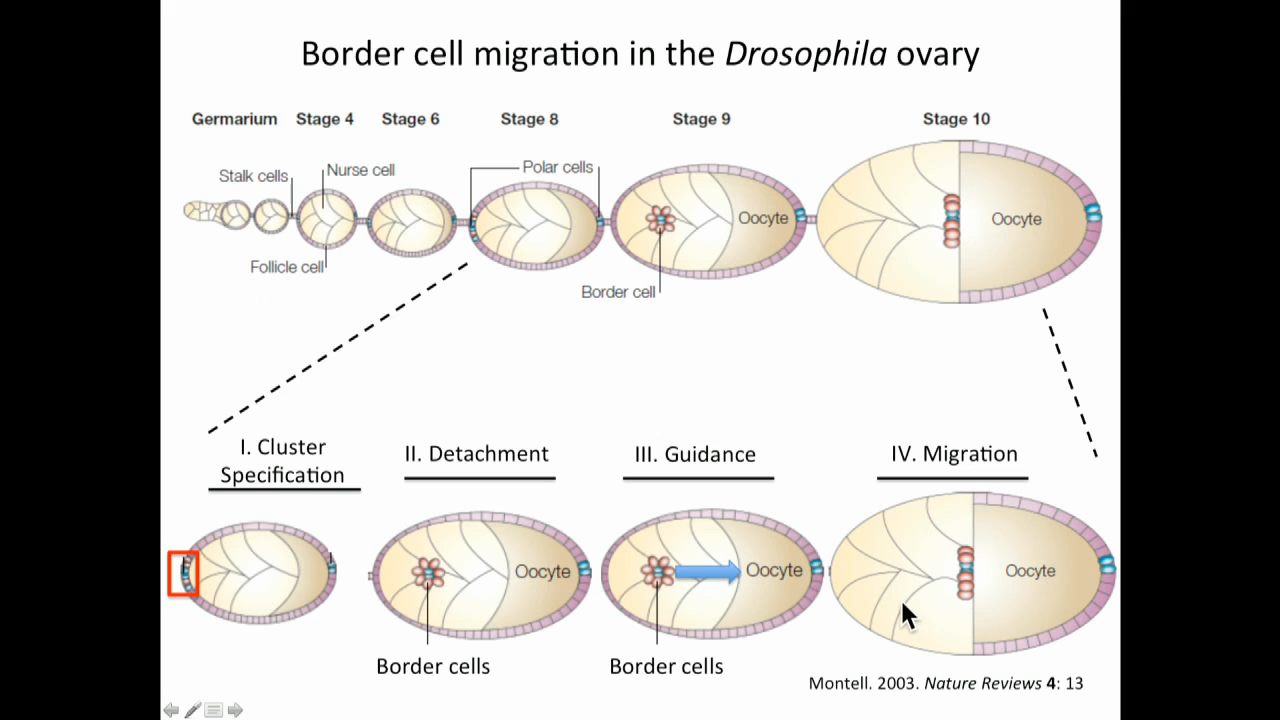 Border cell migration in the Drosophila ovary
Germarium Stage 4 Stage 6 Stage 8 Stage 9 Stage 10
Stalk cells Nurse cell Polar cells
Oocyte Oocyte
Follicle cell
Border cell
I. Cluster
Specification
II. Detachment III. Guidance IV. Migration
Oocyte Oocyte Oocyte
Border cells Border cells
Montell. 2003. Nature Reviews 4: 13